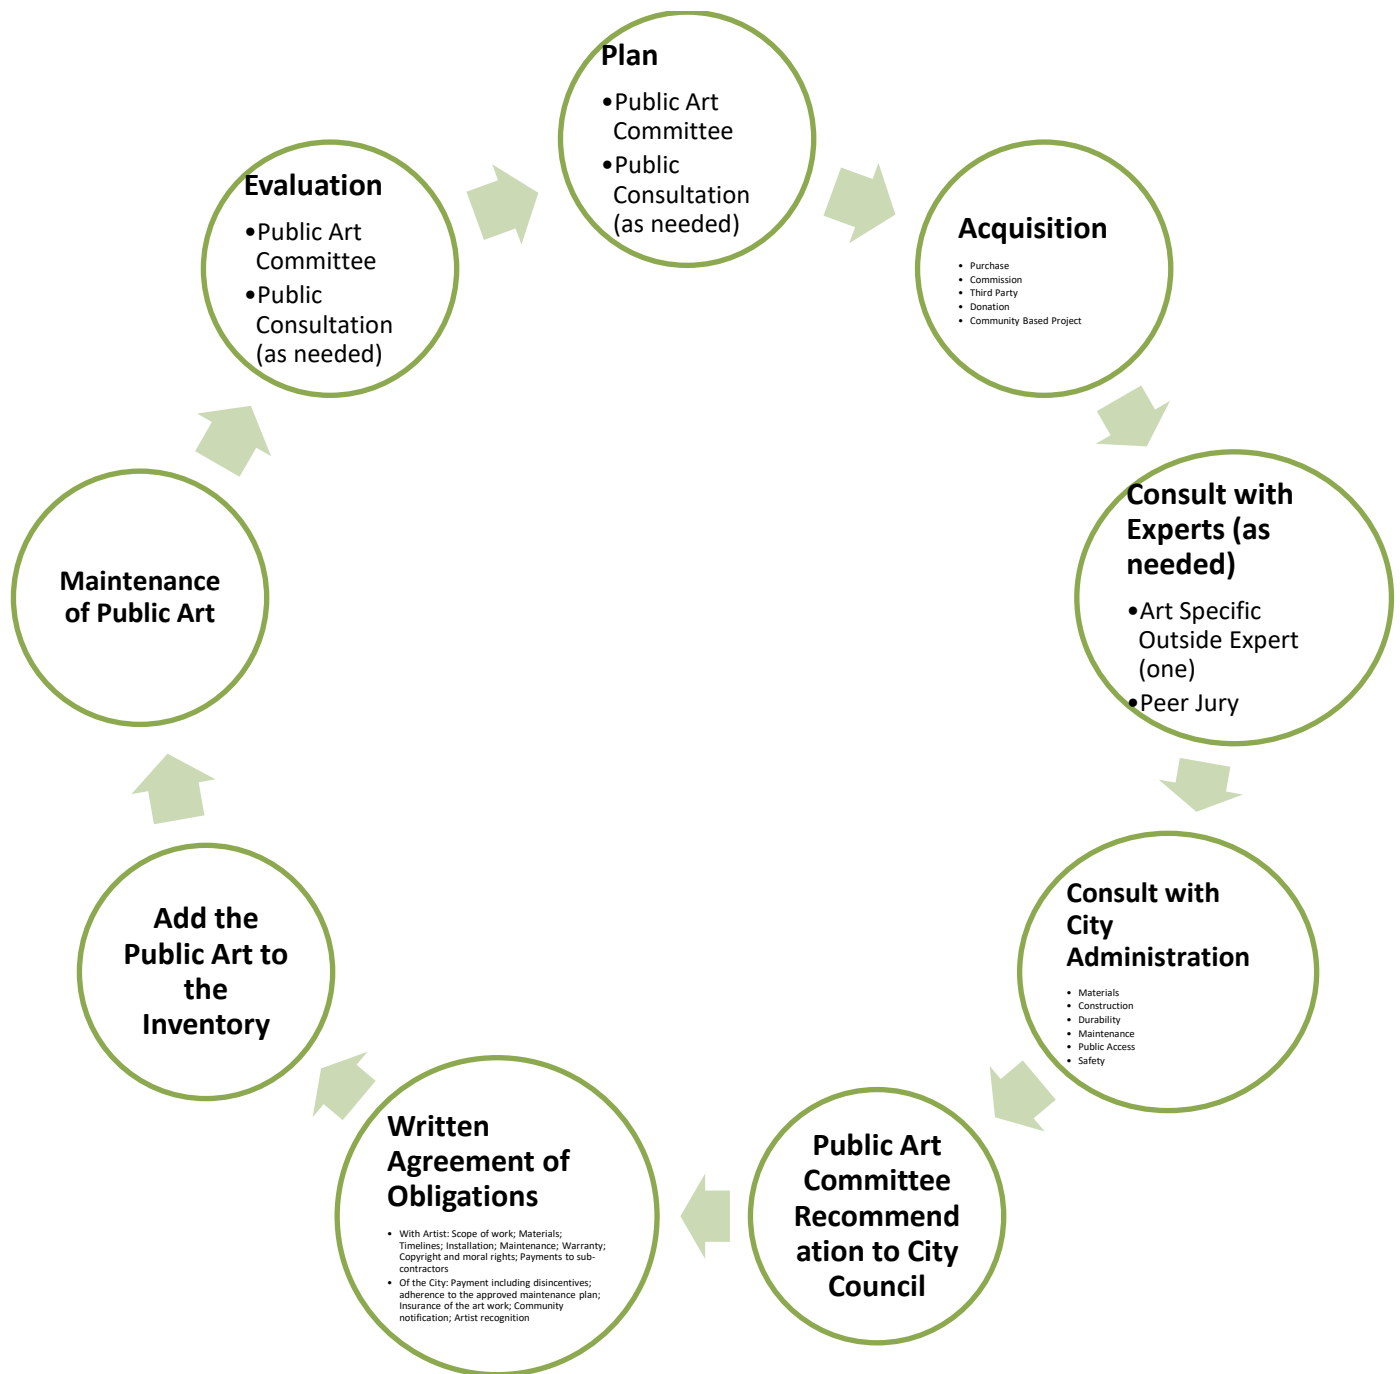 Plan
•Public Art
Committee
•Public
Consultation
(as needed)
Acquisition
• Purchase
• Commission
• Third Party
• Donation
• Community Based Project
Consult with
Experts (as
needed)
•Art Specific
Outside Expert
(one)
•Peer Jury
Consult with
City
Administration
• Materials
• Construction
• Durability
• Maintenance
• Public Access
• Safety
Public Art
Committee
Recommend
ation to City
Council
Written
Agreement of
Obligations
• With Artist: Scope of work; Materials;
Timelines; Installation; Maintenance; Warranty;
Copyright and moral rights; Payments to sub-
contractors
• Of the City: Payment including disincentives;
adherence to the approved maintenance plan;
Insurance of the art work; Community
notification; Artist recognition
Add the
Public Art to
the
Inventory
Maintenance
of Public Art
Evaluation
•Public Art
Committee
•Public
Consultation
(as needed)